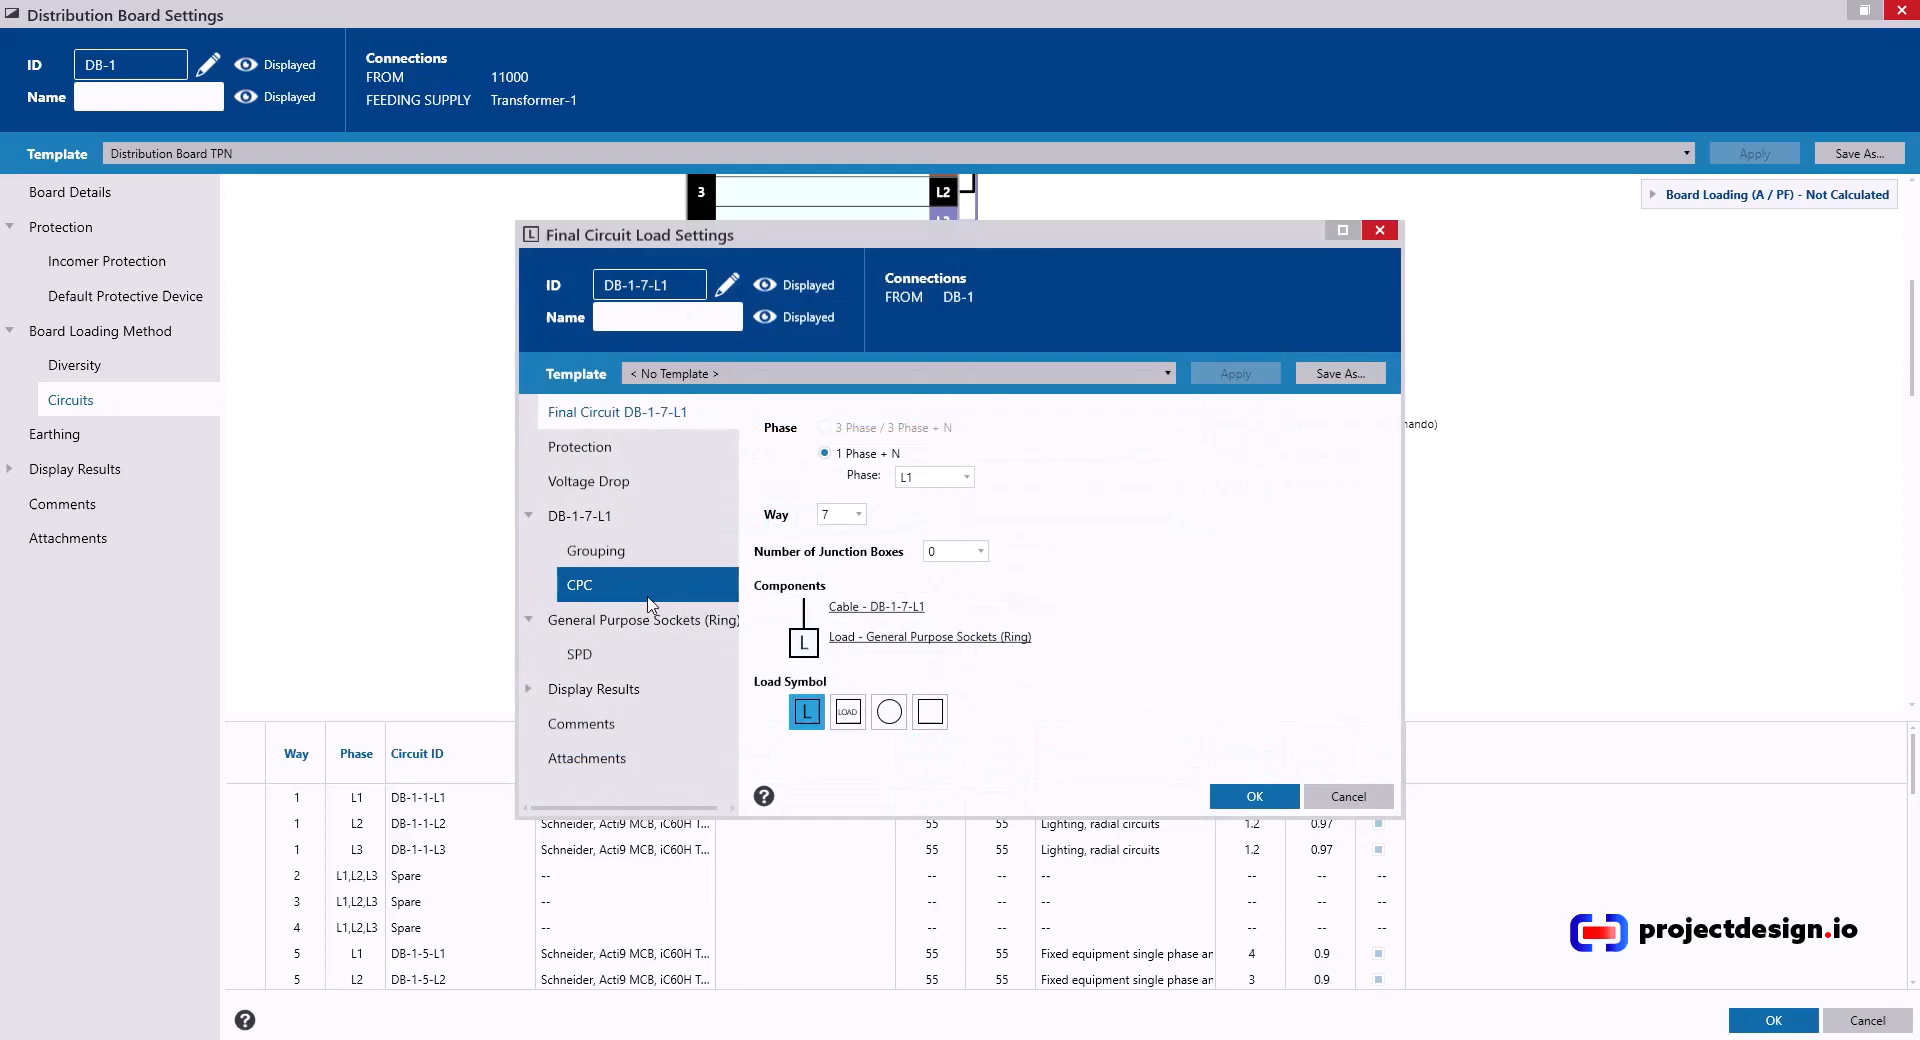 Distribution Board Settings
ID DB-1 Displayed
Name Displayed
Connections
FROM 11000
FEEDING SUPPLY Transformer-1
Template Distribution Board TPN Apply Save As...
Board Details
Protection
Incomer Protection
Default Protective Device
Board Loading Method
Diversity
Circuits
Earthing
Display Results
Comments
Attachments
3 L2
Board Loading (A / PF) - Not Calculated
Final Circuit Load Settings
ID DB-1-7-L1 Displayed
Name Displayed
Connections
FROM DB-1
Template < No Template > Apply Save As...
Final Circuit DB-1-7-L1
Protection
Voltage Drop
DB-1-7-L1
Grouping
CPC
General Purpose Sockets (Ring)
SPD
Display Results
Comments
Attachments
Phase 3 Phase / 3 Phase + N
1 Phase + N
Phase: L1
Way 7
Number of Junction Boxes 0
Components
Cable - DB-1-7-L1
L Load - General Purpose Sockets (Ring)
Load Symbol
L LOAD
? OK Cancel
nando)
Way Phase Circuit ID
1 L1 DB-1-1-L1
1 L2 DB-1-1-L2 Schneider, Acti9 MCB, iC60H T... 55 55 Lighting, radial circuits 1.2 0.97
1 L3 DB-1-1-L3 Schneider, Acti9 MCB, iC60H T... 55 55 Lighting, radial circuits 1.2 0.97
2 L1,L2,L3 Spare -- -- -- -- -- -- --
3 L1,L2,L3 Spare -- -- -- -- -- -- --
4 L1,L2,L3 Spare -- -- -- -- -- -- --
5 L1 DB-1-5-L1 Schneider, Acti9 MCB, iC60H T... 55 55 Fixed equipment single phase ar 4 0.9
5 L2 DB-1-5-L2 Schneider, Acti9 MCB, iC60H T... 55 55 Fixed equipment single phase ar 3 0.9
projectdesign.io
? OK Cancel